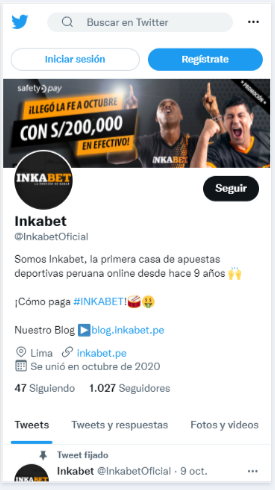 Buscar en Twitter
Iniciar sesión
Regístrate
safetypay
¡LLEGÓ LA FE A OCTUBRE
CON S/200,000
EN EFECTIVO!
INKABET
INKABET
Seguir
Inkabet
@InkabetOficial
Somos Inkabet, la primera casa de apuestas
deportivas peruana online desde hace 9 años
¡Cómo paga #INKABET!
Nuestro Blog blog.inkabet.pe
Lima inkabet.pe
Se unió en octubre de 2020
47 Siguiendo 1.027 Seguidores
Tweets Tweets y respuestas Fotos y videos
Tweet fijado
Inkabet @InkabetOficial · 9 oct.
INKABET